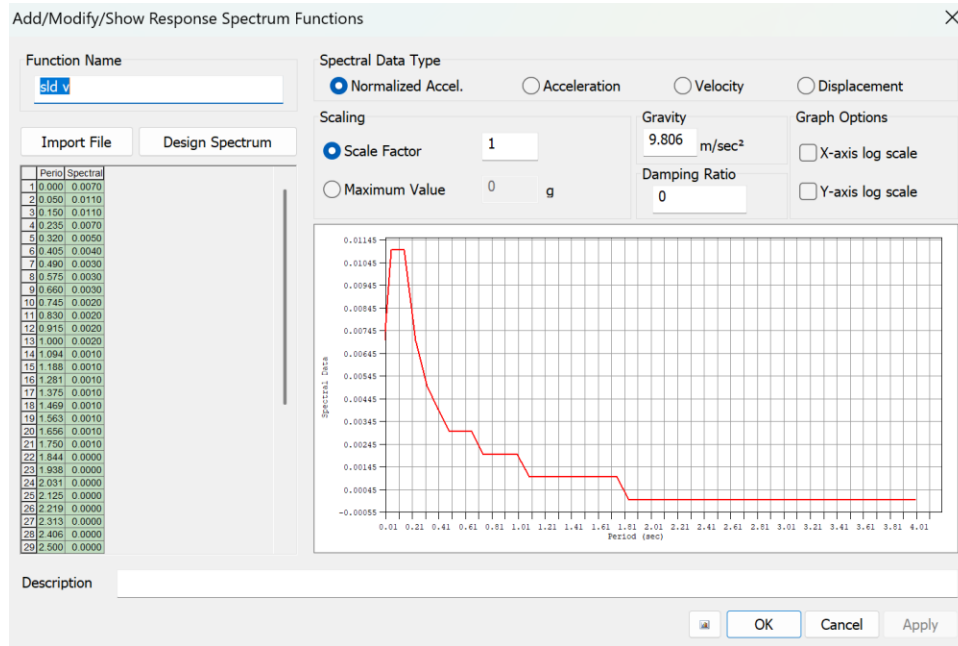 Add/Modify/Show Response Spectrum Functions
Function Name
sld v
Import File
Design Spectrum
Perio Spectral
1 0.000 0.0070
2 0.050 0.0110
3 0.150 0.0110
4 0.235 0.0070
5 0.320 0.0050
6 0.405 0.0040
7 0.490 0.0030
8 0.575 0.0030
9 0.660 0.0030
10 0.745 0.0020
11 0.830 0.0020
12 0.915 0.0020
13 1.000 0.0020
14 1.094 0.0010
15 1.188 0.0010
16 1.281 0.0010
17 1.375 0.0010
18 1.469 0.0010
19 1.563 0.0010
20 1.656 0.0010
21 1.750 0.0010
22 1.844 0.0000
23 1.938 0.0000
24 2.031 0.0000
25 2.125 0.0000
26 2.219 0.0000
27 2.313 0.0000
28 2.406 0.0000
29 2.500 0.0000
Spectral Data Type
Normalized Accel. Acceleration Velocity Displacement
Scaling
Scale Factor 1
Maximum Value 0 g
Gravity
9.806 m/sec²
Damping Ratio
0
Graph Options
X-axis log scale
Y-axis log scale
0.01145
0.01045
0.00945
0.00845
0.00745
0.00645
0.00545
0.00445
0.00345
0.00245
0.00145
0.00045
-0.00055
Spectral Data
0.01 0.21 0.41 0.61 0.81 1.01 1.21 1.41 1.61 1.81 2.01 2.21 2.41 2.61 2.81 3.01 3.21 3.41 3.61 3.81 4.01
Period (sec)
Description
OK Cancel Apply